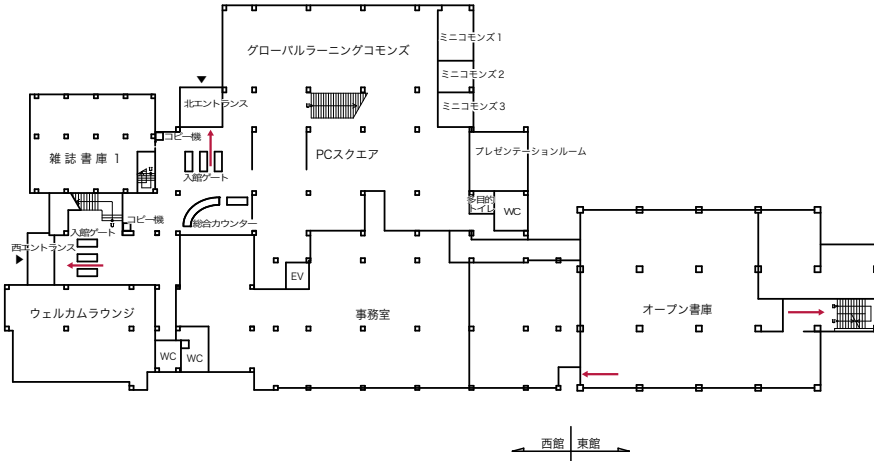 ミニコモンズ1
グローバルラーニングコモンズ
ミニコモンズ2
ミニコモンズ3
北エントランス
コピー機
雑誌書庫1
PCスクエア
プレゼンテーションルーム
入館ゲート
多目的
トイレ
WC
コピー機
総合カウンター
入館ゲート
西エントランス
EV
ウェルカムラウンジ
事務室
オープン書庫
WC
WC
西館
東館